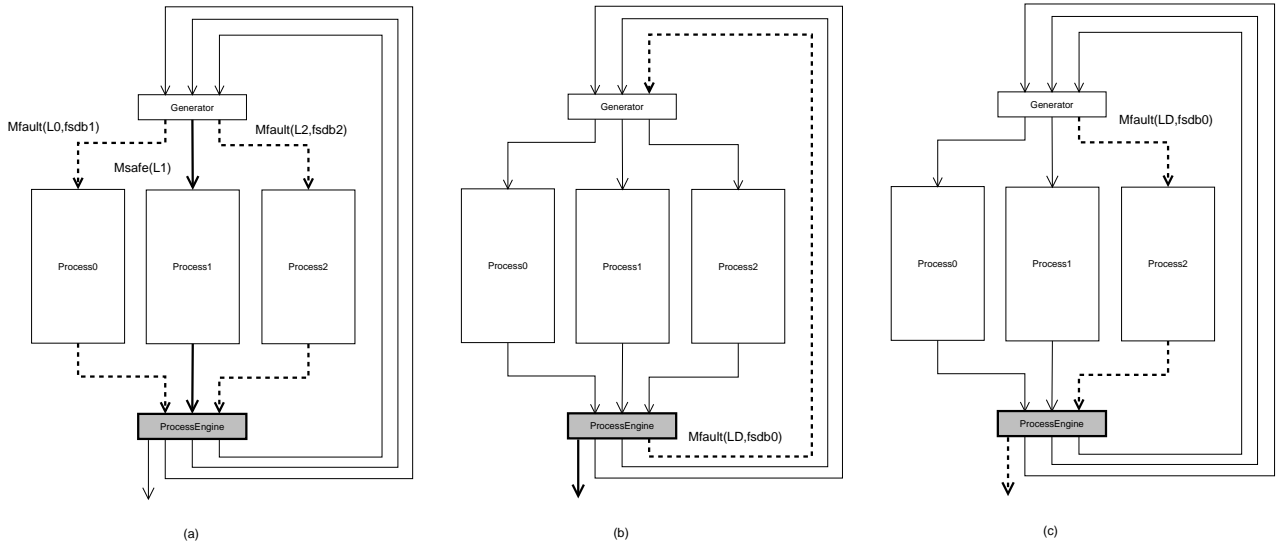 Generator
Mfault(L0,fsdb1)
Mfault(L2,fsdb2)
Msafe(L1)
Process0
Process1
Process2
ProcessEngine
(a)
Generator
Process0
Process1
Process2
ProcessEngine
Mfault(LD,fsdb0)
(b)
Generator
Mfault(LD,fsdb0)
Process0
Process1
Process2
ProcessEngine
(c)